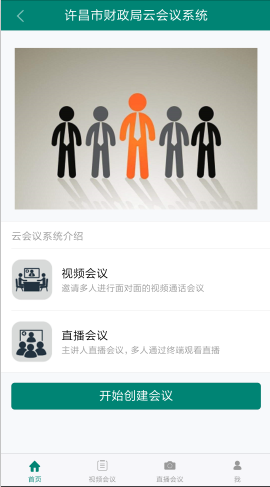 许昌市财政局云会议系统
云会议系统介绍
视频会议
邀请多人进行面对面的视频通话会议
直播会议
主讲人直播会议，多人通过终端观看直播
开始创建会议
首页 视频会议 直播会议 我